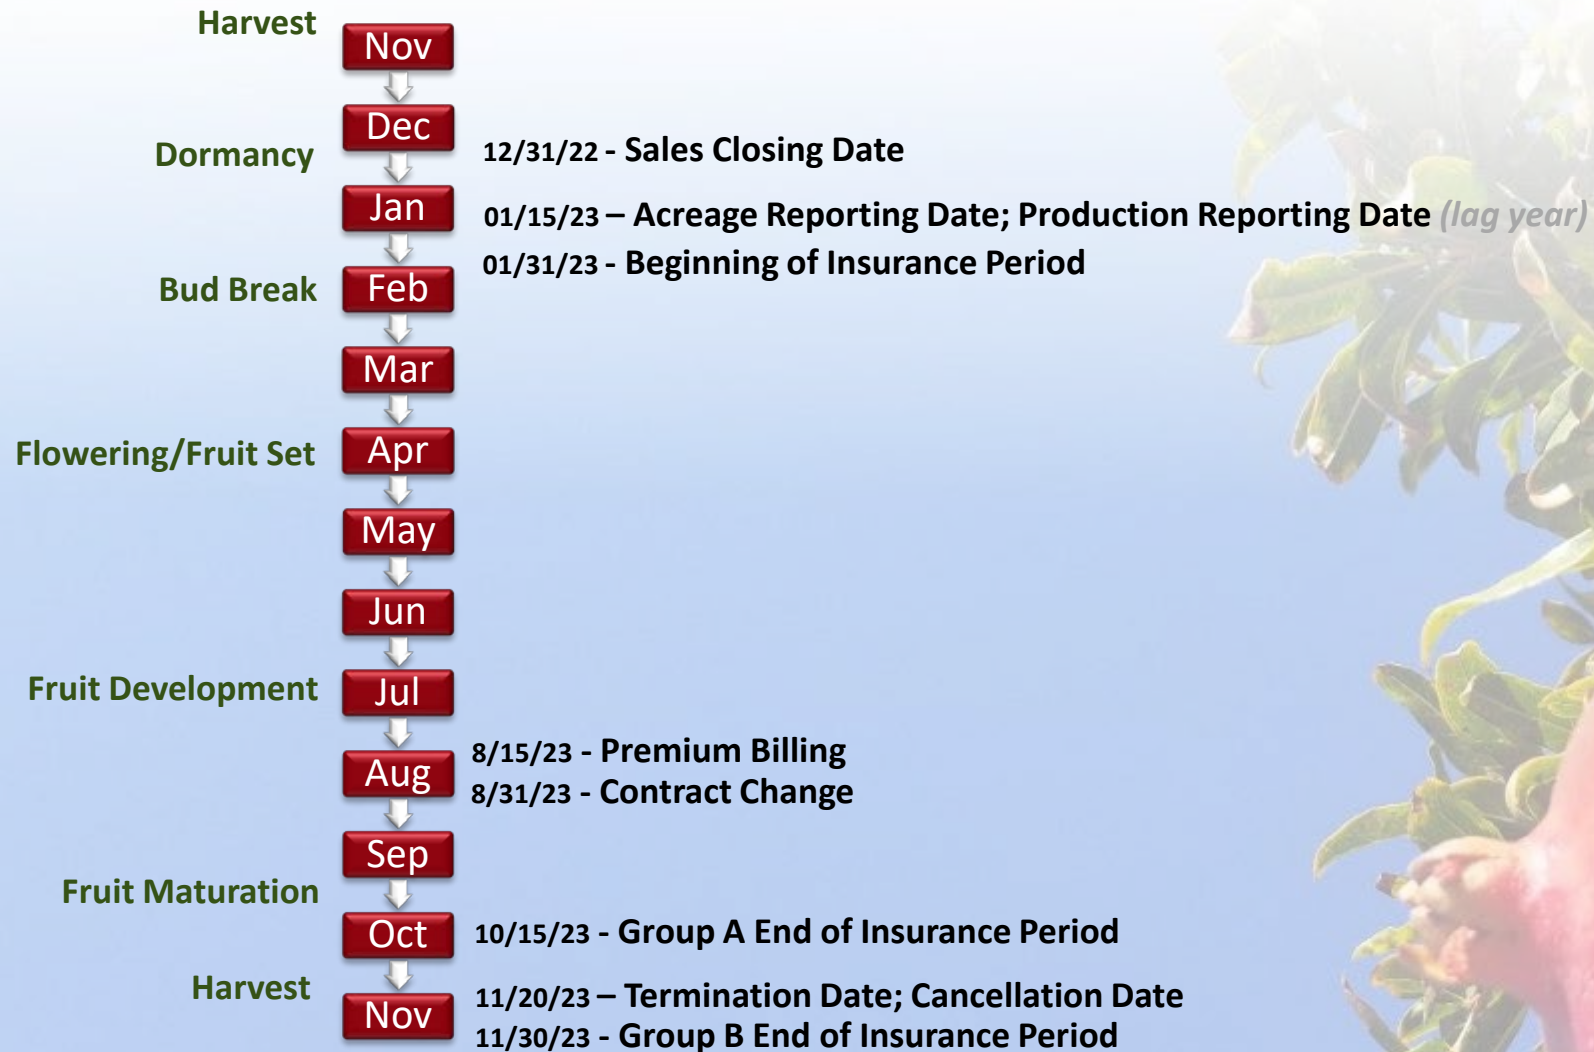 Harvest
Nov
Dec
Dormancy
12/31/22 - Sales Closing Date
Jan
01/15/23 – Acreage Reporting Date; Production Reporting Date (lag year)
01/31/23 - Beginning of Insurance Period
Bud Break
Feb
Mar
Flowering/Fruit Set
Apr
May
Jun
Fruit Development
Jul
8/15/23 - Premium Billing
Aug
8/31/23 - Contract Change
Sep
Fruit Maturation
Oct
10/15/23 - Group A End of Insurance Period
Harvest
11/20/23 – Termination Date; Cancellation Date
Nov
11/30/23 - Group B End of Insurance Period